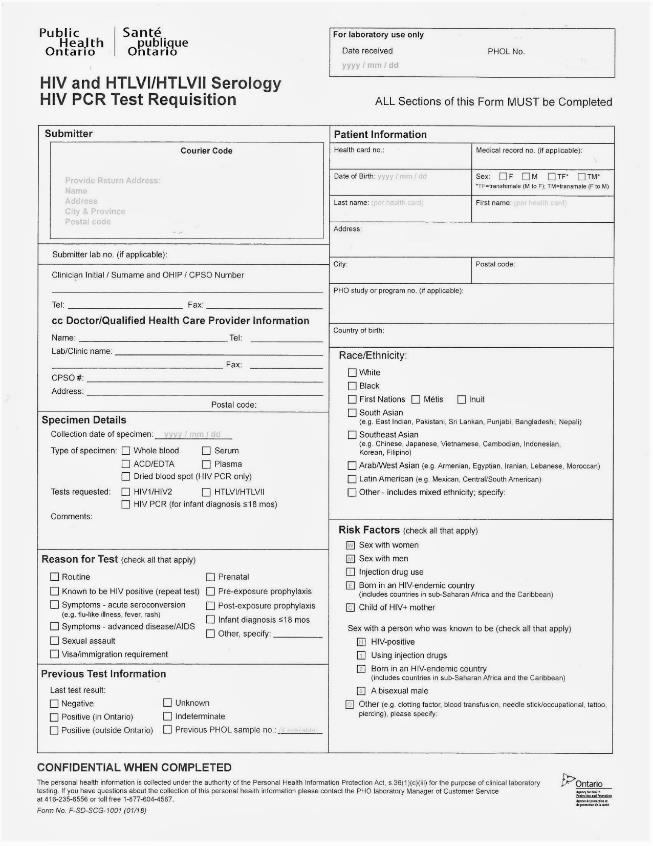 Public
Health
Ontario
Santé
publique
Ontario
For laboratory use only
Date received
PHOL No.
yyyy / mm / dd
HIV and HTLVI/HTLVII Serology
HIV PCR Test Requisition
ALL Sections of this Form MUST be Completed
Submitter
Courier Code
Provide Return Address:
Name
Address
City & Province
Postal code
Submitter lab no. (if applicable):
Clinician Initial / Surname and OHIP / CPSO Number
Tel: Fax:
cc Doctor/Qualified Health Care Provider Information
Name: Tel:
Lab/Clinic name:
Fax:
CPSO #:
Address:
Postal code:
Specimen Details
Collection date of specimen: yyyy / mm / dd
Type of specimen: Whole blood Serum
ACD/EDTA Plasma
Dried blood spot (HIV PCR only)
Tests requested: HIV1/HIV2 HTLVI/HTLVII
HIV PCR (for infant diagnosis ≤18 mos)
Comments:
Reason for Test (check all that apply)
Routine
Known to be HIV positive (repeat test)
Symptoms - acute seroconversion
(e.g. flu-like illness, fever, rash)
Symptoms - advanced disease/AIDS
Sexual assault
Visa/immigration requirement
Prenatal
Pre-exposure prophylaxis
Post-exposure prophylaxis
Infant diagnosis ≤18 mos
Other, specify:
Previous Test Information
Last test result:
Negative Unknown
Positive (in Ontario) Indeterminate
Positive (outside Ontario) Previous PHOL sample no.:
Patient Information
Health card no.: Medical record no. (if applicable):
Date of Birth: yyyy / mm / dd Sex: F M TF* TM*
*TF=transfemale (M to F); TM=transmale (F to M)
Last name: (per health card) First name: (per health card)
Address:
City: Postal code:
PHO study or program no. (if applicable):
Country of birth:
Race/Ethnicity:
White
Black
First Nations Métis Inuit
South Asian
(e.g. East Indian, Pakistani, Sri Lankan, Punjabi, Bangladeshi, Nepali)
Southeast Asian
(e.g. Chinese, Japanese, Vietnamese, Cambodian, Indonesian,
Korean, Filipino)
Arab/West Asian (e.g. Armenian, Egyptian, Iranian, Lebanese, Moroccan)
Latin American (e.g. Mexican, Central/South American)
Other - includes mixed ethnicity; specify:
Risk Factors (check all that apply)
Sex with women
Sex with men
Injection drug use
Born in an HIV-endemic country
(includes countries in sub-Saharan Africa and the Caribbean)
Child of HIV+ mother
Sex with a person who was known to be (check all that apply)
HIV-positive
Using injection drugs
Born in an HIV-endemic country
(includes countries in sub-Saharan Africa and the Caribbean)
A bisexual male
Other (e.g. clotting factor, blood transfusion, needle stick/occupational, tattoo,
piercing), please specify:
CONFIDENTIAL WHEN COMPLETED
The personal health information is collected under the authority of the Personal Health Information Protection Act, s.36(1)(c)(iii) for the purpose of clinical laboratory
testing. If you have questions about the collection of this personal health information please contact the PHO laboratory Manager of Customer Service
at 416-235-6556 or toll free 1-877-604-4567.
Form No. F-SD-SCG-1001 (01/18)
Ontario